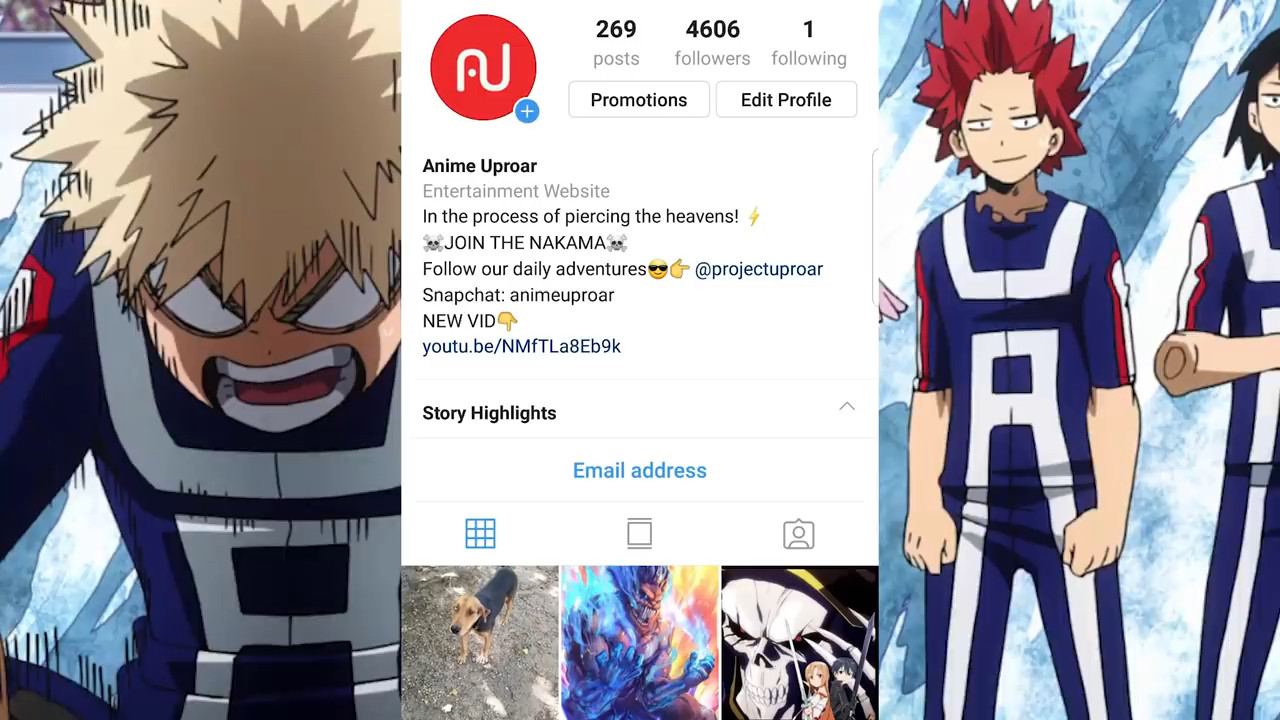 AU
269 4606 1
posts followers following
Promotions Edit Profile
Anime Uproar
Entertainment Website
In the process of piercing the heavens! ⚡
☠JOIN THE NAKAMA☠
Follow our daily adventures😎👉 @projectuproar
Snapchat: animeuproar
NEW VID👇
youtu.be/NMfTLa8Eb9k
Story Highlights
Email address